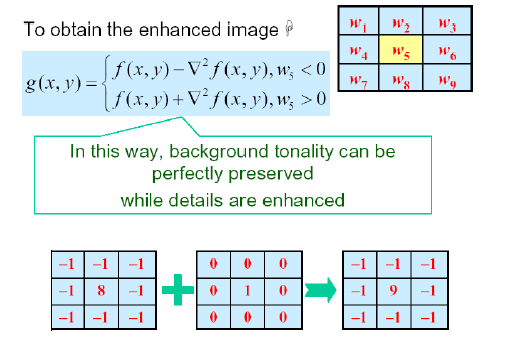 To obtain the enhanced image
w₁ w₂ w₃
w₄ w₅ w₆
w₇ w₈ w₉
g(x, y) = { f(x, y) − ∇² f(x, y), w₅ < 0
f(x, y) + ∇² f(x, y), w₅ > 0
In this way, background tonality can be
perfectly preserved
while details are enhanced
−1 −1 −1
−1 8 −1
−1 −1 −1
+
0 0 0
0 1 0
0 0 0
−1 −1 −1
−1 9 −1
−1 −1 −1